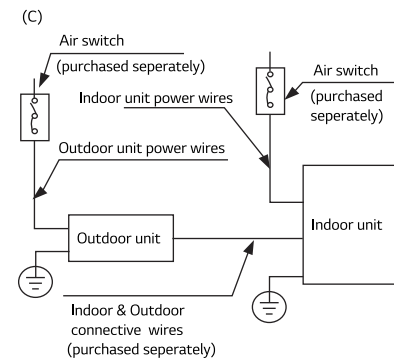 (C)
Air switch
(purchased seperately)
Air switch
(purchased
seperately)
Indoor unit power wires
Outdoor unit power wires
Outdoor unit
Indoor unit
Indoor & Outdoor
connective wires
(purchased seperately)